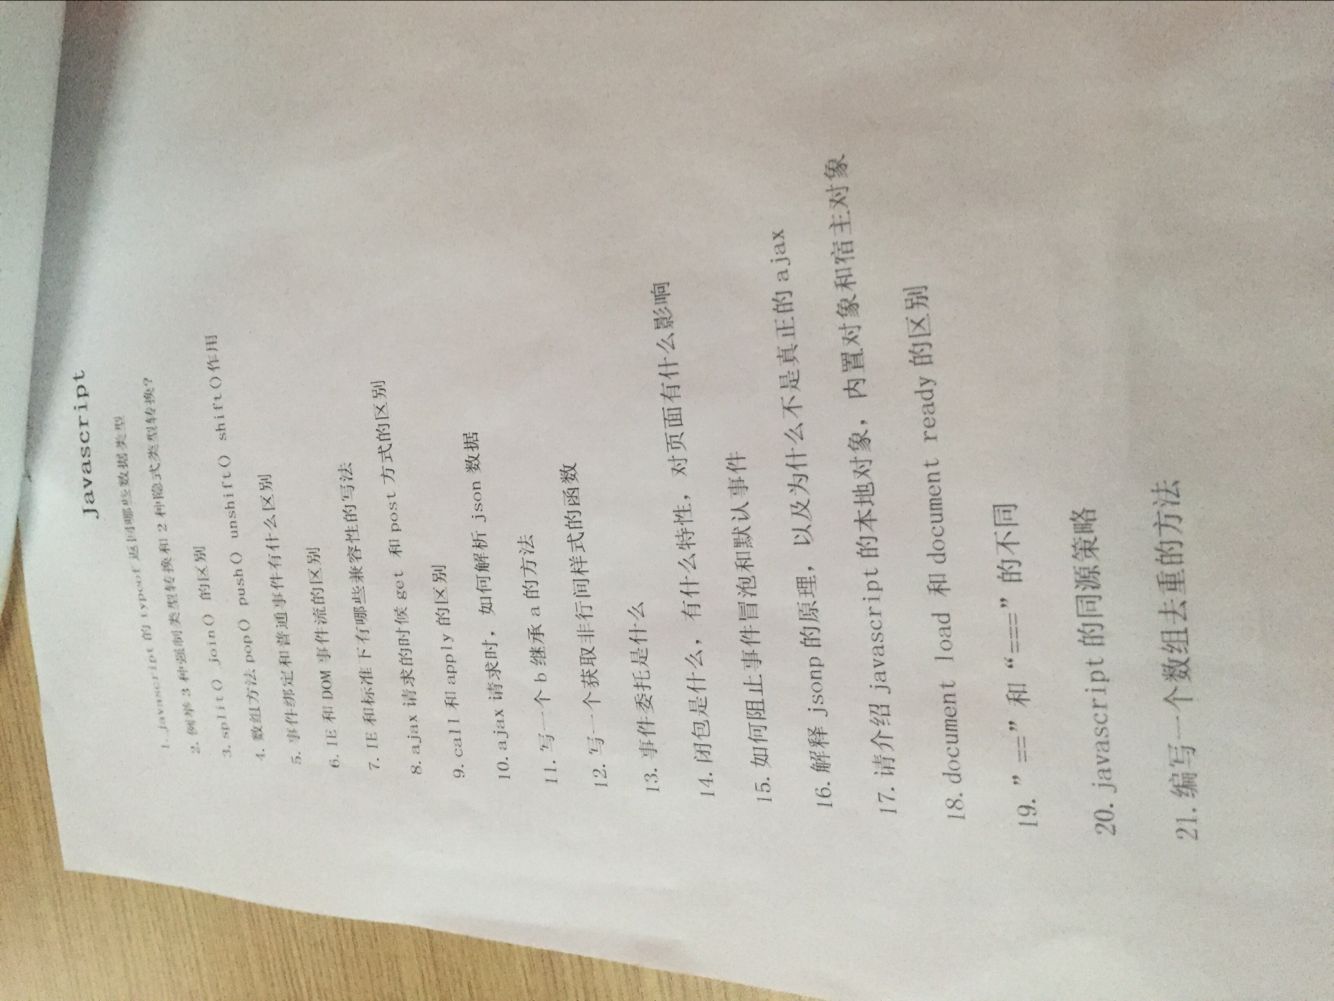 Javascript
1. javascript 的 typeof 返回哪些数据类型
2. 例举 3 种强制类型转换和 2 种隐式类型转换?
3. split() join() 的区别
4. 数组方法 pop() push() unshift() shift()作用
5. 事件绑定和普通事件有什么区别
6. IE 和 DOM 事件流的区别
7. IE 和标准下有哪些兼容性的写法
8. ajax 请求的时候 get 和 post 方式的区别
9. call 和 apply 的区别
10. ajax 请求时，如何解析 json 数据
11. 写一个 b 继承 a 的方法
12. 写一个获取非行间样式的函数
13. 事件委托是什么
14. 闭包是什么，有什么特性，对页面有什么影响
15. 如何阻止事件冒泡和默认事件
16. 解释 jsonp 的原理，以及为什么不是真正的 ajax
17. 请介绍 javascript 的本地对象，内置对象和宿主对象
18. document load 和 document ready 的区别
19. ”==”和“===”的不同
20. javascript 的同源策略
21. 编写一个数组去重的方法